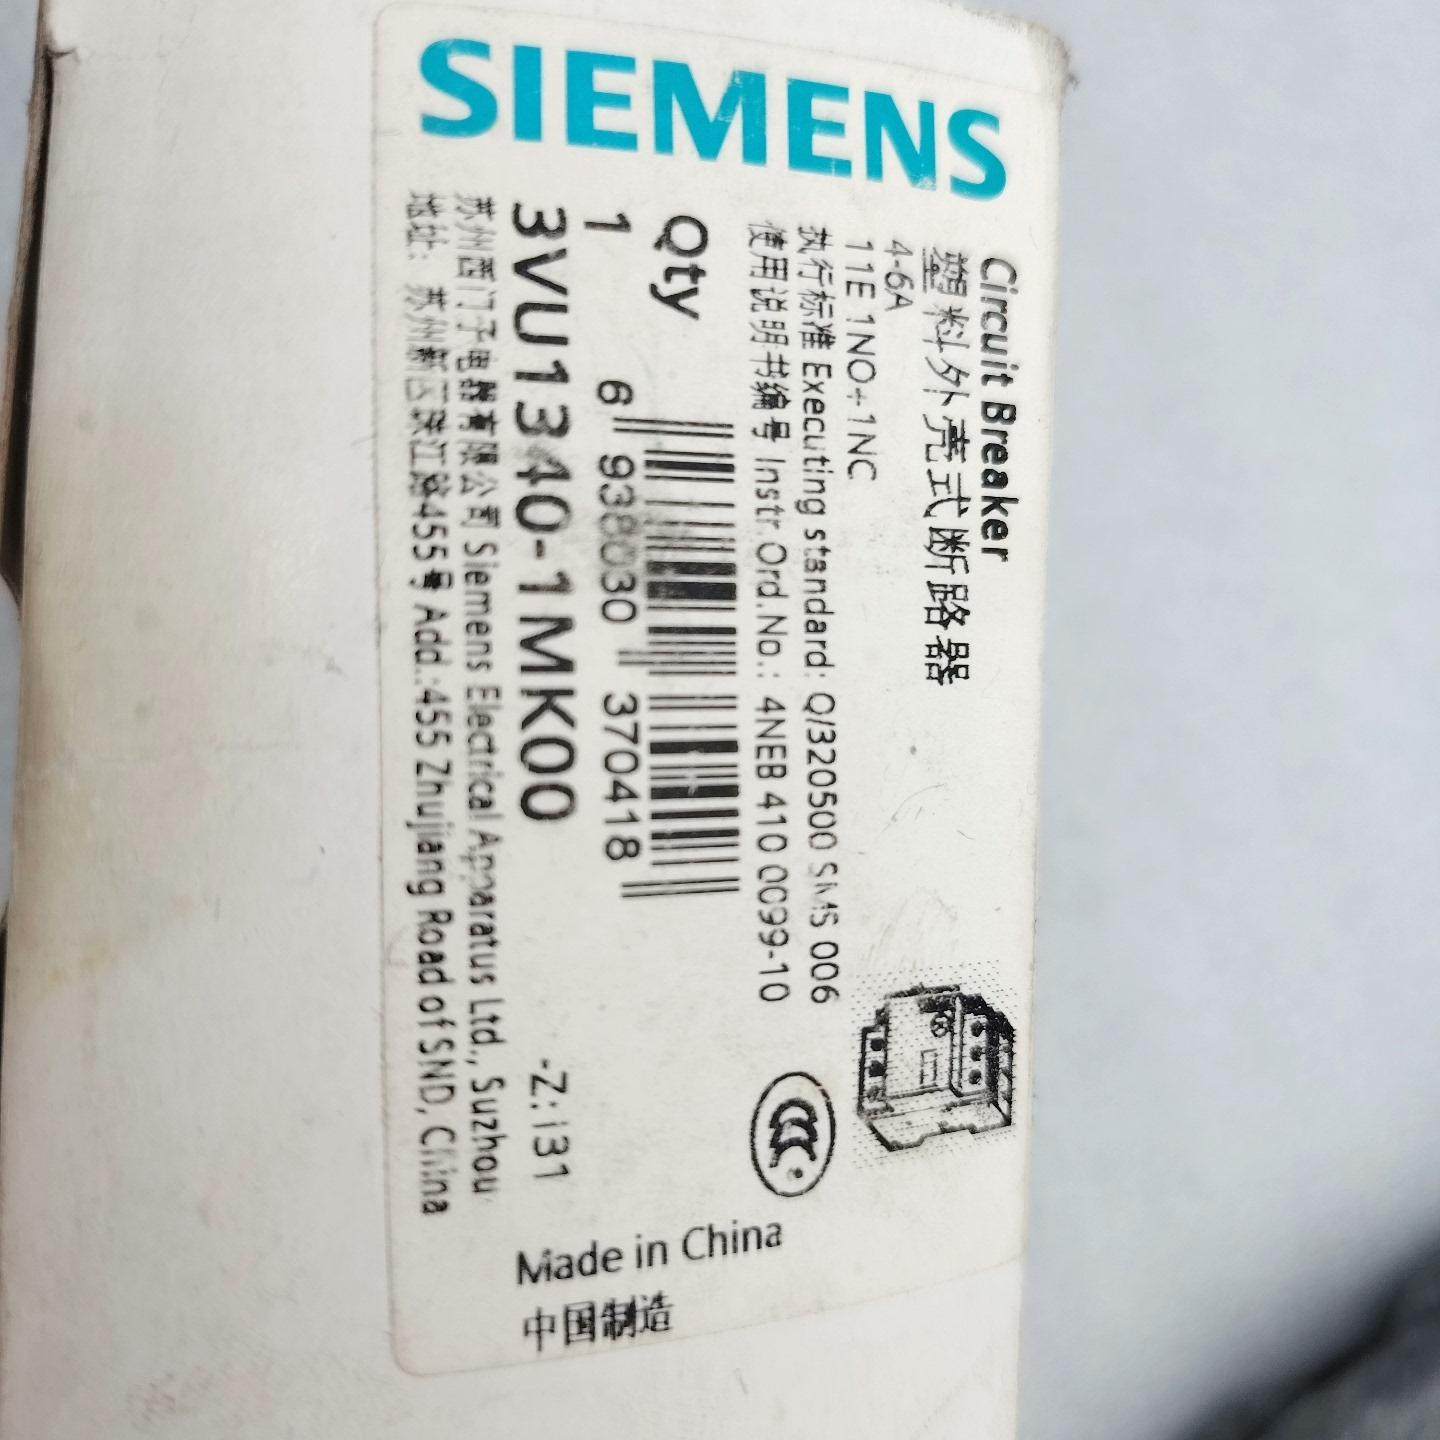 SIEMENS
Circuit Breaker
塑料外壳式断路器
4-6A
11E 1NO+1NC
执行标准 Executing standard: Q/320500 SMS 006
使用说明书编号 Instr.Ord.No.: 4NEB 410 0099-10
Qty
1
6 938030 370418
3VU1340-1MK00
-Z:131
苏州西门子电器有限公司 Siemens Electrical Apparatus Ltd., Suzhou
地址: 苏州新区珠江路455号 Add.:455 Zhujiang Road of SND, China
Made in China
中国制造